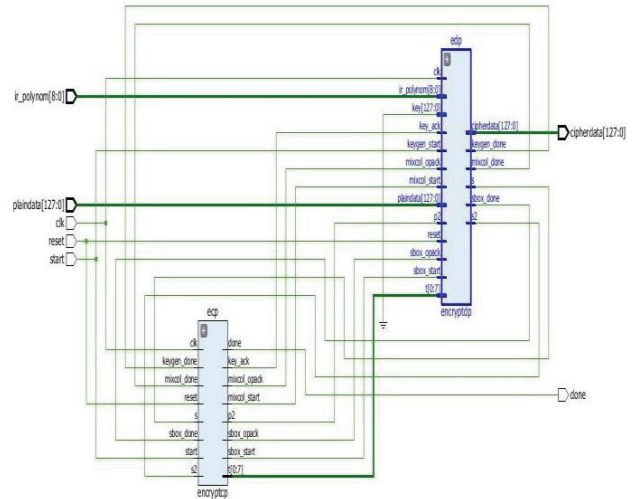 edp
clk
ir_polynom[8:0]
ir_polynom[8:0]
key[127:0]
key_ack
cipherdata[127:0]
cipherdata[127:0]
keygen_start
keygen_done
mixcol_opack
mixcol_done
mixcol_start
s
plaindata[127:0]
plaindata[127:0]
sbox_done
p2
s2
clk
reset
reset
sbox_opack
start
sbox_start
t[0:7]
encryptdp
ecp
clk
done
keygen_done
key_ack
mixcol_done
mixcol_opack
reset
mixcol_start
done
s
p2
sbox_done
sbox_opack
start
sbox_start
s2
t[0:7]
encryptcp